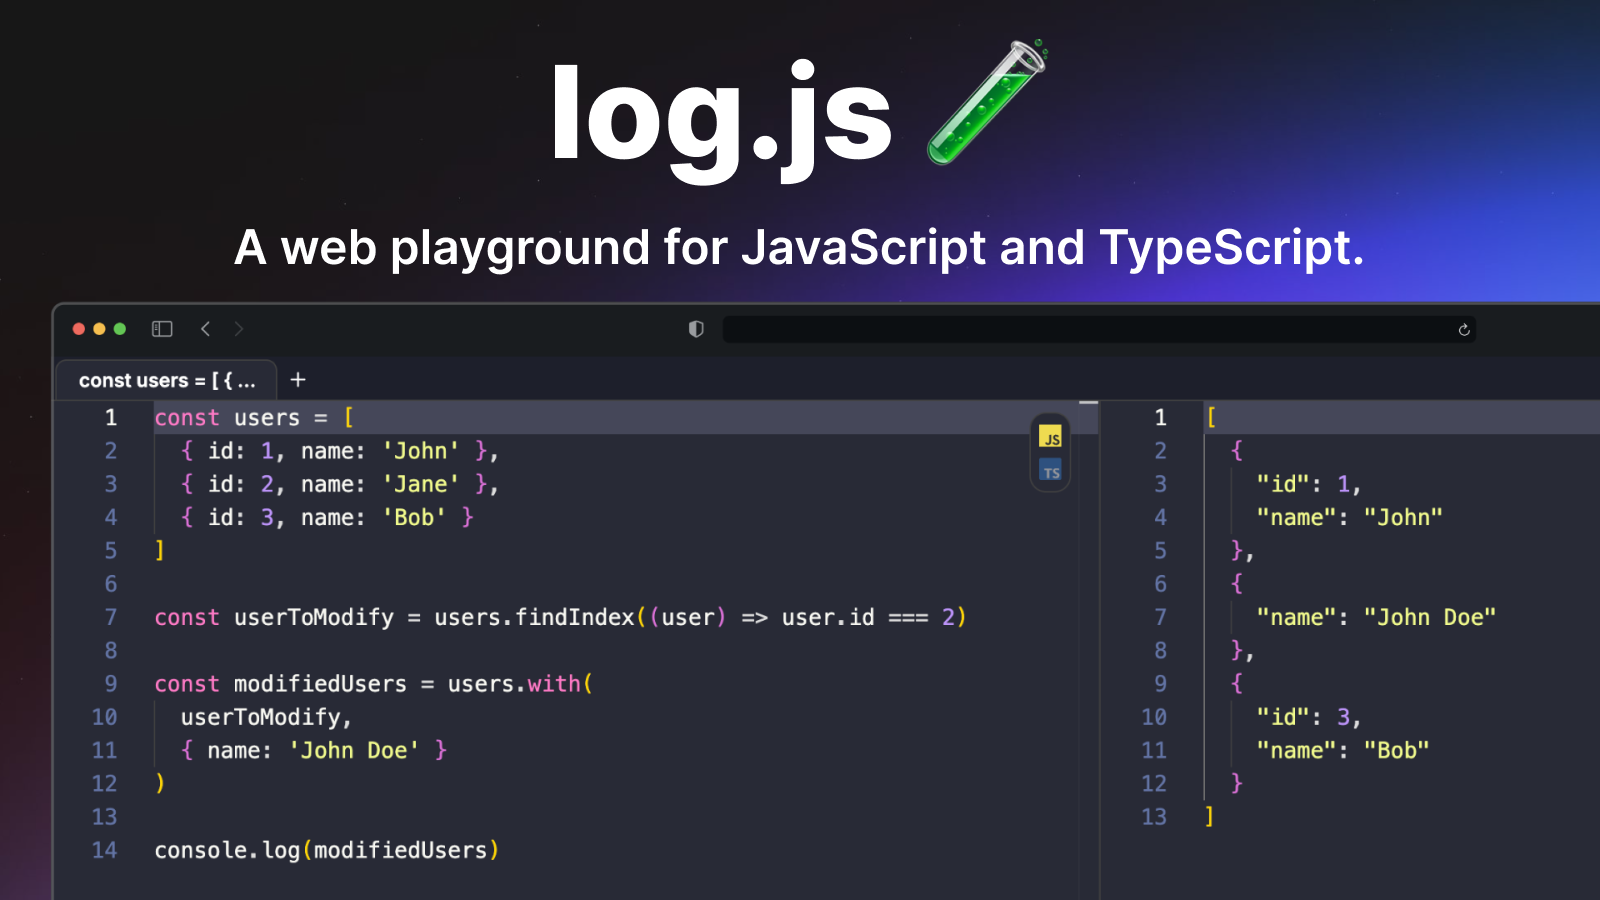 log.js
A web playground for JavaScript and TypeScript.
const users = [ { ...
+
1 const users = [
2 { id: 1, name: 'John' },
3 { id: 2, name: 'Jane' },
4 { id: 3, name: 'Bob' }
5 ]
6
7 const userToModify = users.findIndex((user) => user.id === 2)
8
9 const modifiedUsers = users.with(
10 userToModify,
11 { name: 'John Doe' }
12 )
13
14 console.log(modifiedUsers)
JS
TS
1 [
2 {
3 "id": 1,
4 "name": "John"
5 },
6 {
7 "name": "John Doe"
8 },
9 {
10 "id": 3,
11 "name": "Bob"
12 }
13 ]